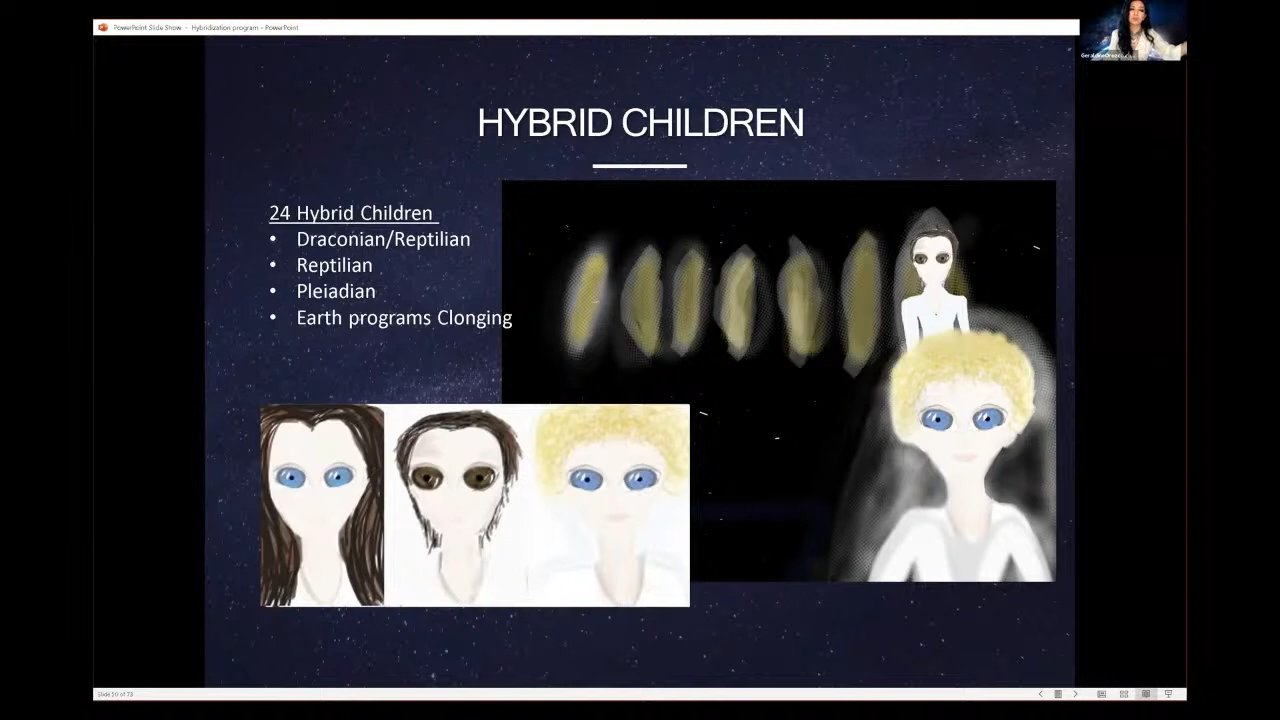 PowerPoint Slide Show - Hybridization program - PowerPoint
HYBRID CHILDREN
24 Hybrid Children
• Draconian/Reptilian
• Reptilian
• Pleiadian
• Earth programs Clonging